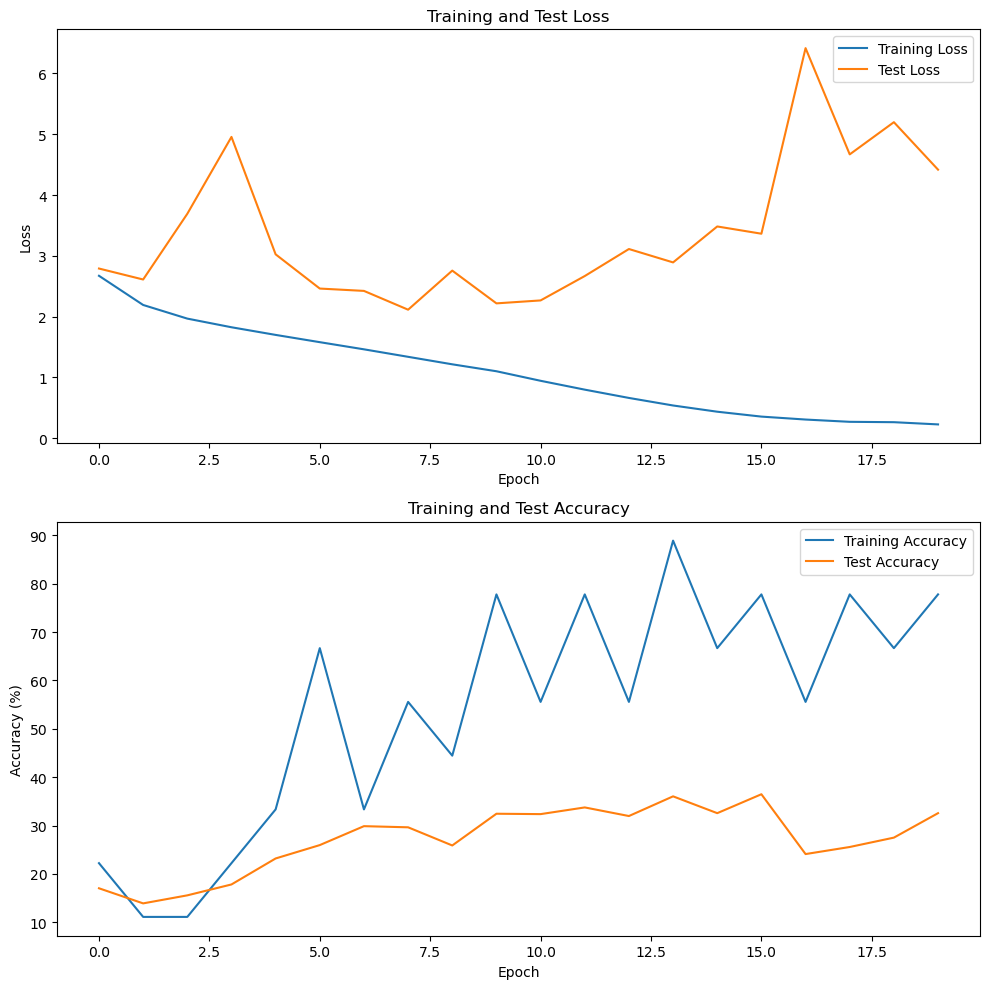 Training and Test Loss
Training Loss
Test Loss
6
5
4
3
2
1
0
Loss
0.0 2.5 5.0 7.5 10.0 12.5 15.0 17.5
Epoch
Training and Test Accuracy
Training Accuracy
Test Accuracy
90
80
70
60
50
40
30
20
10
Accuracy (%)
0.0 2.5 5.0 7.5 10.0 12.5 15.0 17.5
Epoch